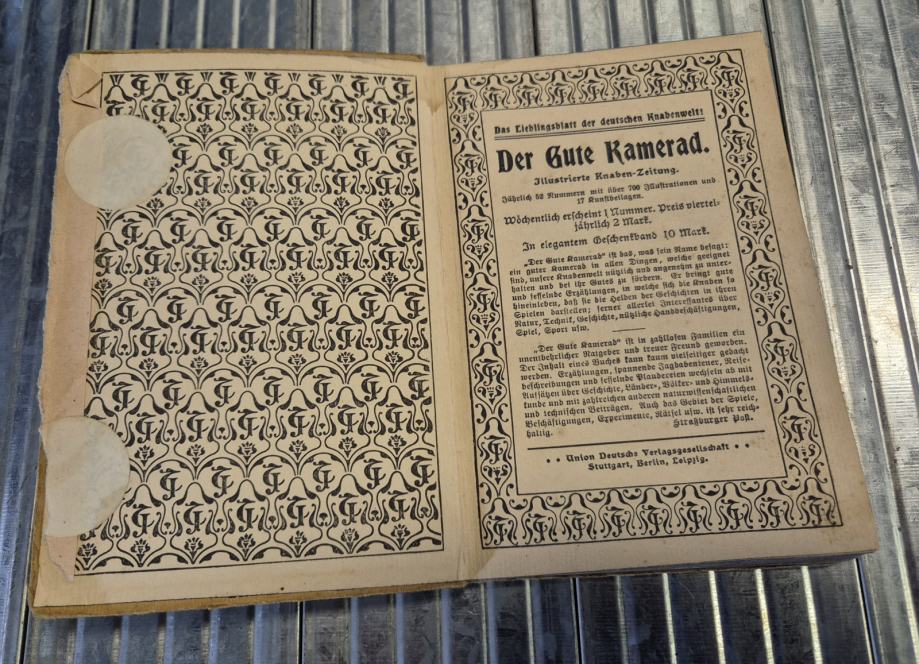 Das Lieblingsblatt der deutschen Knabenwelt!
Der Gute Kamerad.
Illustrierte Knaben-Zeitung.
Jährlich 52 Nummern mit über 700 Illustrationen und
17 Kunstbeilagen.
Wöchentlich erscheint 1 Nummer. Preis viertel-
jährlich 2 Mark.
In elegantem Geschenkband 10 Mark.
„Der Gute Kamerad“ ist das, was sein Name besagt:
ein guter Kamerad in allen Dingen, welche geeignet
sind, unsere Knabenwelt nützlich und angenehm zu unter-
halten und bei ihr Gutes zu fördern. Er bringt gute
und fesselnde Erzählungen, in welche sich die Knaben so
hineinleben, daß sie die Helden der Geschichten in ihren
Spielen darstellen; ferner allerlei Interessantes über
Natur, Technik, Geschichte, nützliche Handbeschäftigungen,
Spiel, Sport usw.
„Der Gute Kamerad“ ist in zahllosen Familien ein
unentbehrlicher Ratgeber und treuer Freund geworden.
Der Inhalt eines Buches kann kaum vielseitiger gedacht
werden. Erzählungen, spannende Jagdabenteuer, Reise-
beschreibungen und fesselnde Plaudereien wechseln ab mit
Aufsätzen über Geschichte, Länder-, Völker- und Himmels-
kunde und mit zahlreichen anderen naturwissenschaftlichen
und technischen Beiträgen. Auch das Gebiet der Spiele,
Beschäftigungen, Experimente, Rätsel usw. ist sehr reich-
haltig. Straßburger Post.
Union Deutsche Verlagsgesellschaft
Stuttgart, Berlin, Leipzig.